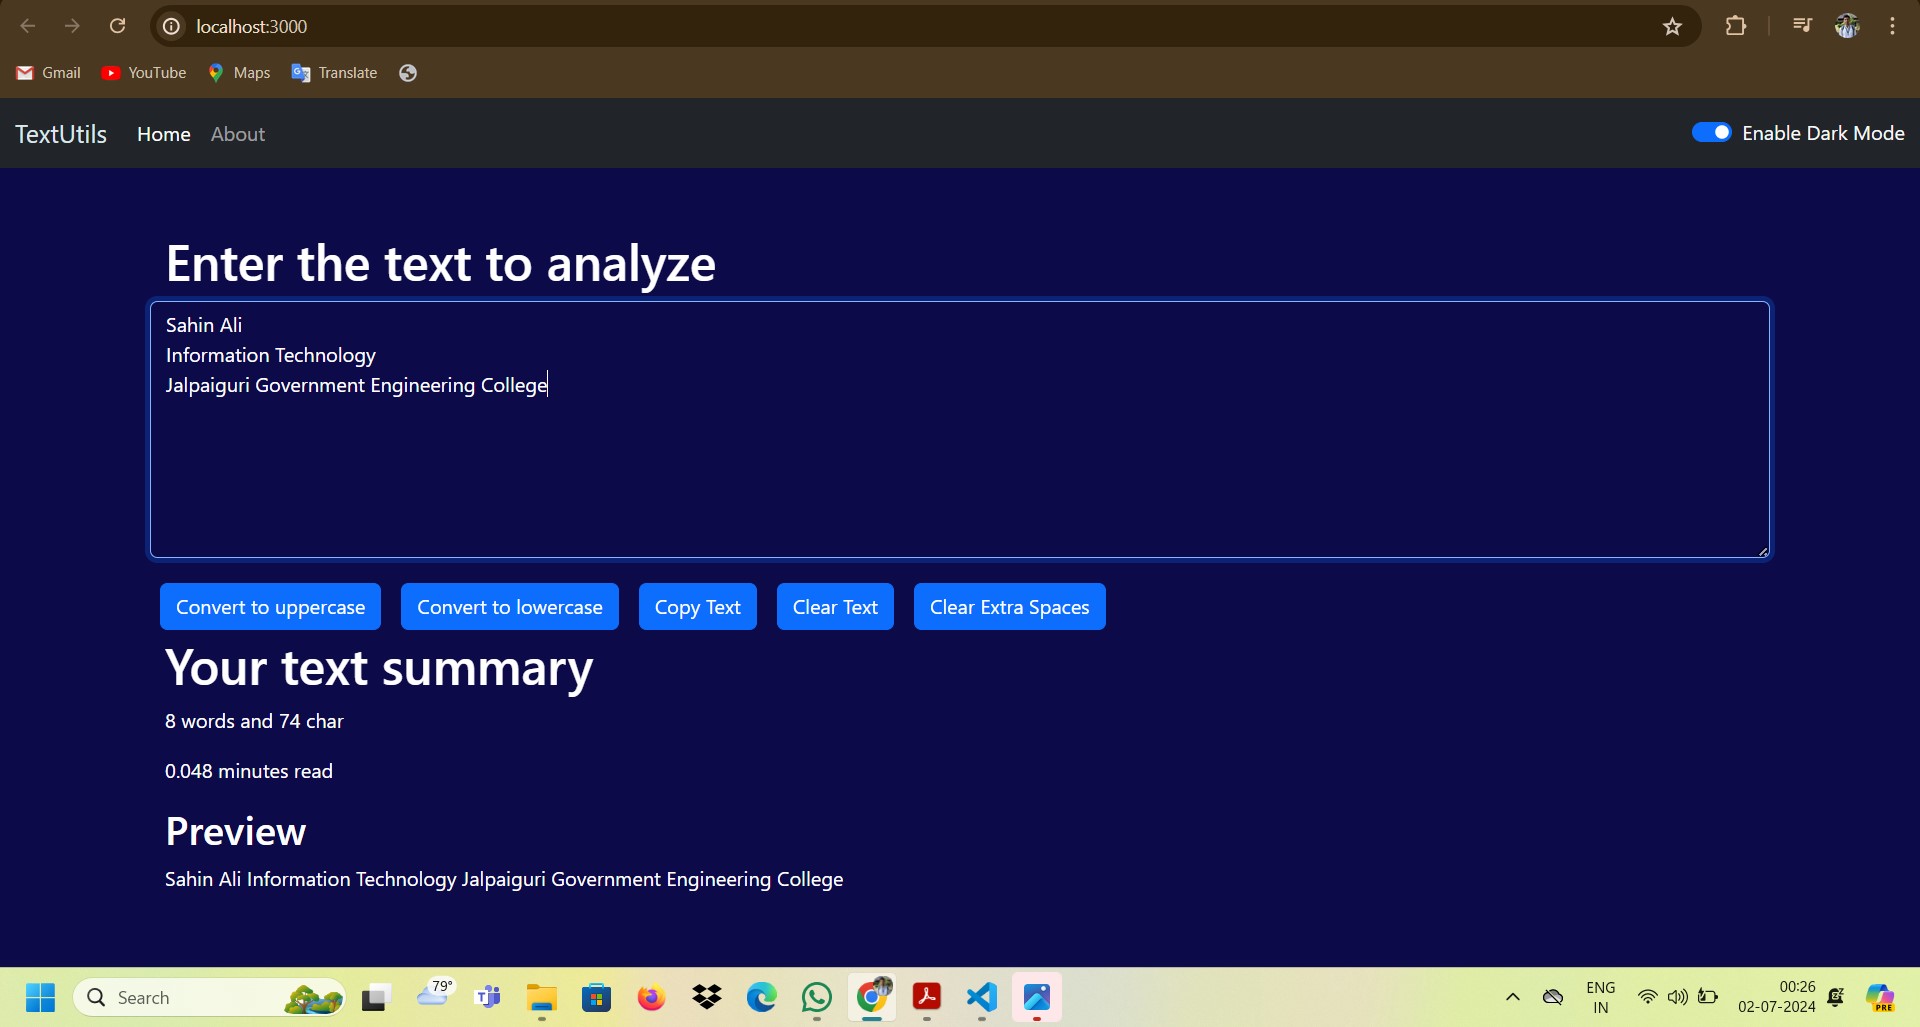 localhost:3000
Gmail YouTube Maps Translate
TextUtils Home About Enable Dark Mode
Enter the text to analyze
Sahin Ali
Information Technology
Jalpaiguri Government Engineering College
Convert to uppercase Convert to lowercase Copy Text Clear Text Clear Extra Spaces
Your text summary
8 words and 74 char
0.048 minutes read
Preview
Sahin Ali Information Technology Jalpaiguri Government Engineering College
Search 79° ENG 00:26
IN 02-07-2024 PRE